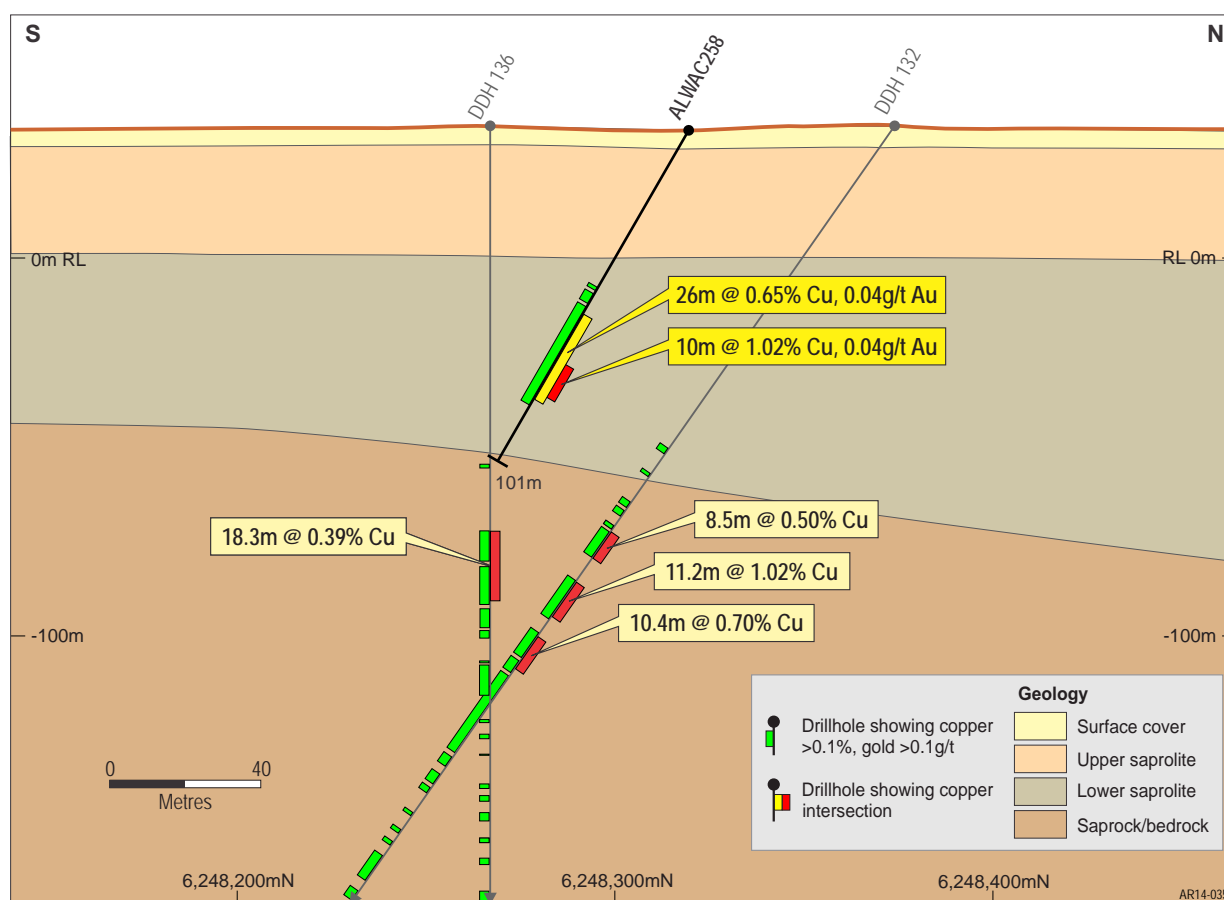 S
N
DDH 136
ALWAC258
DDH 132
0m RL
RL 0m
26m @ 0.65% Cu, 0.04g/t Au
10m @ 1.02% Cu, 0.04g/t Au
101m
18.3m @ 0.39% Cu
8.5m @ 0.50% Cu
11.2m @ 1.02% Cu
10.4m @ 0.70% Cu
-100m
-100m
Geology
Drillhole showing copper
>0.1%, gold >0.1g/t
Drillhole showing copper
intersection
Surface cover
Upper saprolite
Lower saprolite
Saprock/bedrock
0
40
Metres
6,248,200mN
6,248,300mN
6,248,400mN